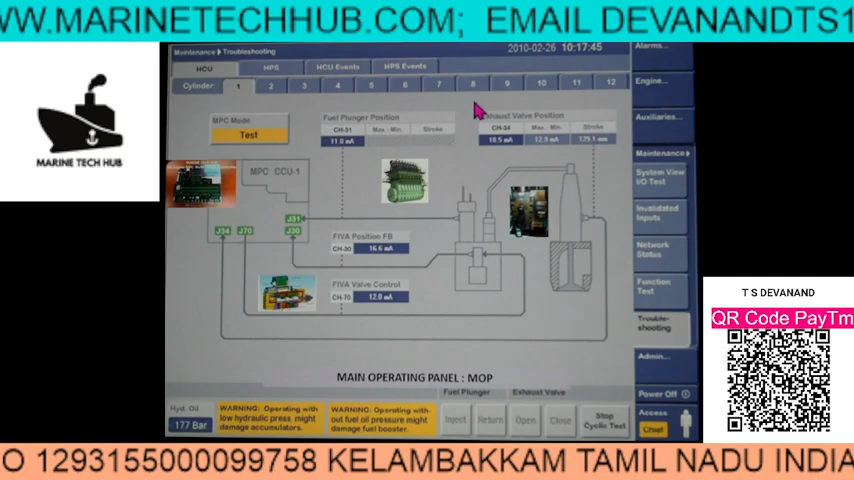 WW.MARINETECHHUB.COM;  EMAIL DEVANANDTS1
Maintenance ▸ Troubleshooting
2010-02-26 10:17:45
Alarms...
HCU HPS HCU Events HPS Events
Engine...
Cylinder: 1 2 3 4 5 6 7 8 9 10 11 12
Auxiliaries...
MPC Mode
Test
Fuel Plunger Position
CH-31 Max. - Min. Stroke
11.0 mA
Exhaust Valve Position
CH-34 Max. - Min. Stroke
18.5 mA 12.9 mA 125.1 mm
MARINE TECH HUB
Maintenance
System View
I/O Test
MPC CCU-1
Invalidated
Inputs
J31
J34 J70 J30
FIVA Position FB
CH-30 16.6 mA
Network
Status
FIVA Valve Control
CH-70 12.0 mA
Function
Test
T S DEVANAND
QR Code PayTm
Trouble-
shooting
Admin...
MAIN OPERATING PANEL : MOP
Fuel Plunger Exhaust Valve
Power Off
Hyd. Oil
177 Bar
WARNING: Operating with
low hydraulic press. might
damage accumulators.
WARNING: Operating with
out fuel oil pressure might
damage fuel booster.
Inject Return Open Close
Stop
Cyclic Test
Access
Chief
O 1293155000099758 KELAMBAKKAM TAMIL NADU INDIA